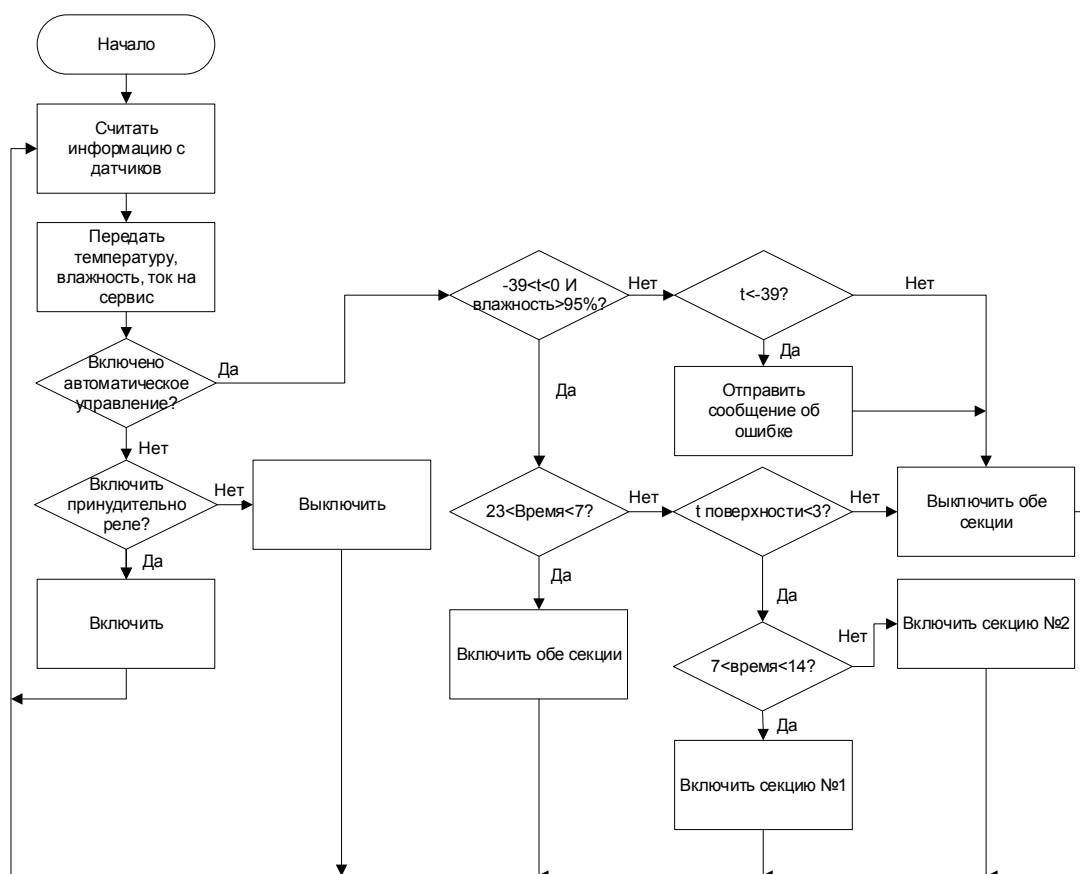 Начало
Считать
информацию с
датчиков
Передать
температуру,
влажность, ток на
сервис
Включено
автоматическое
управление?
Да
Нет
Включить
принудительно
реле?
Нет
Да
Выключить
Включить
-39<t<0 И
влажность>95%?
Нет
Да
t<-39?
Нет
Да
Отправить
сообщение об
ошибке
23<Время<7?
Нет
Да
t поверхности<3?
Нет
Да
Выключить обе
секции
Включить обе секции
7<время<14?
Нет
Да
Включить секцию №2
Включить секцию №1